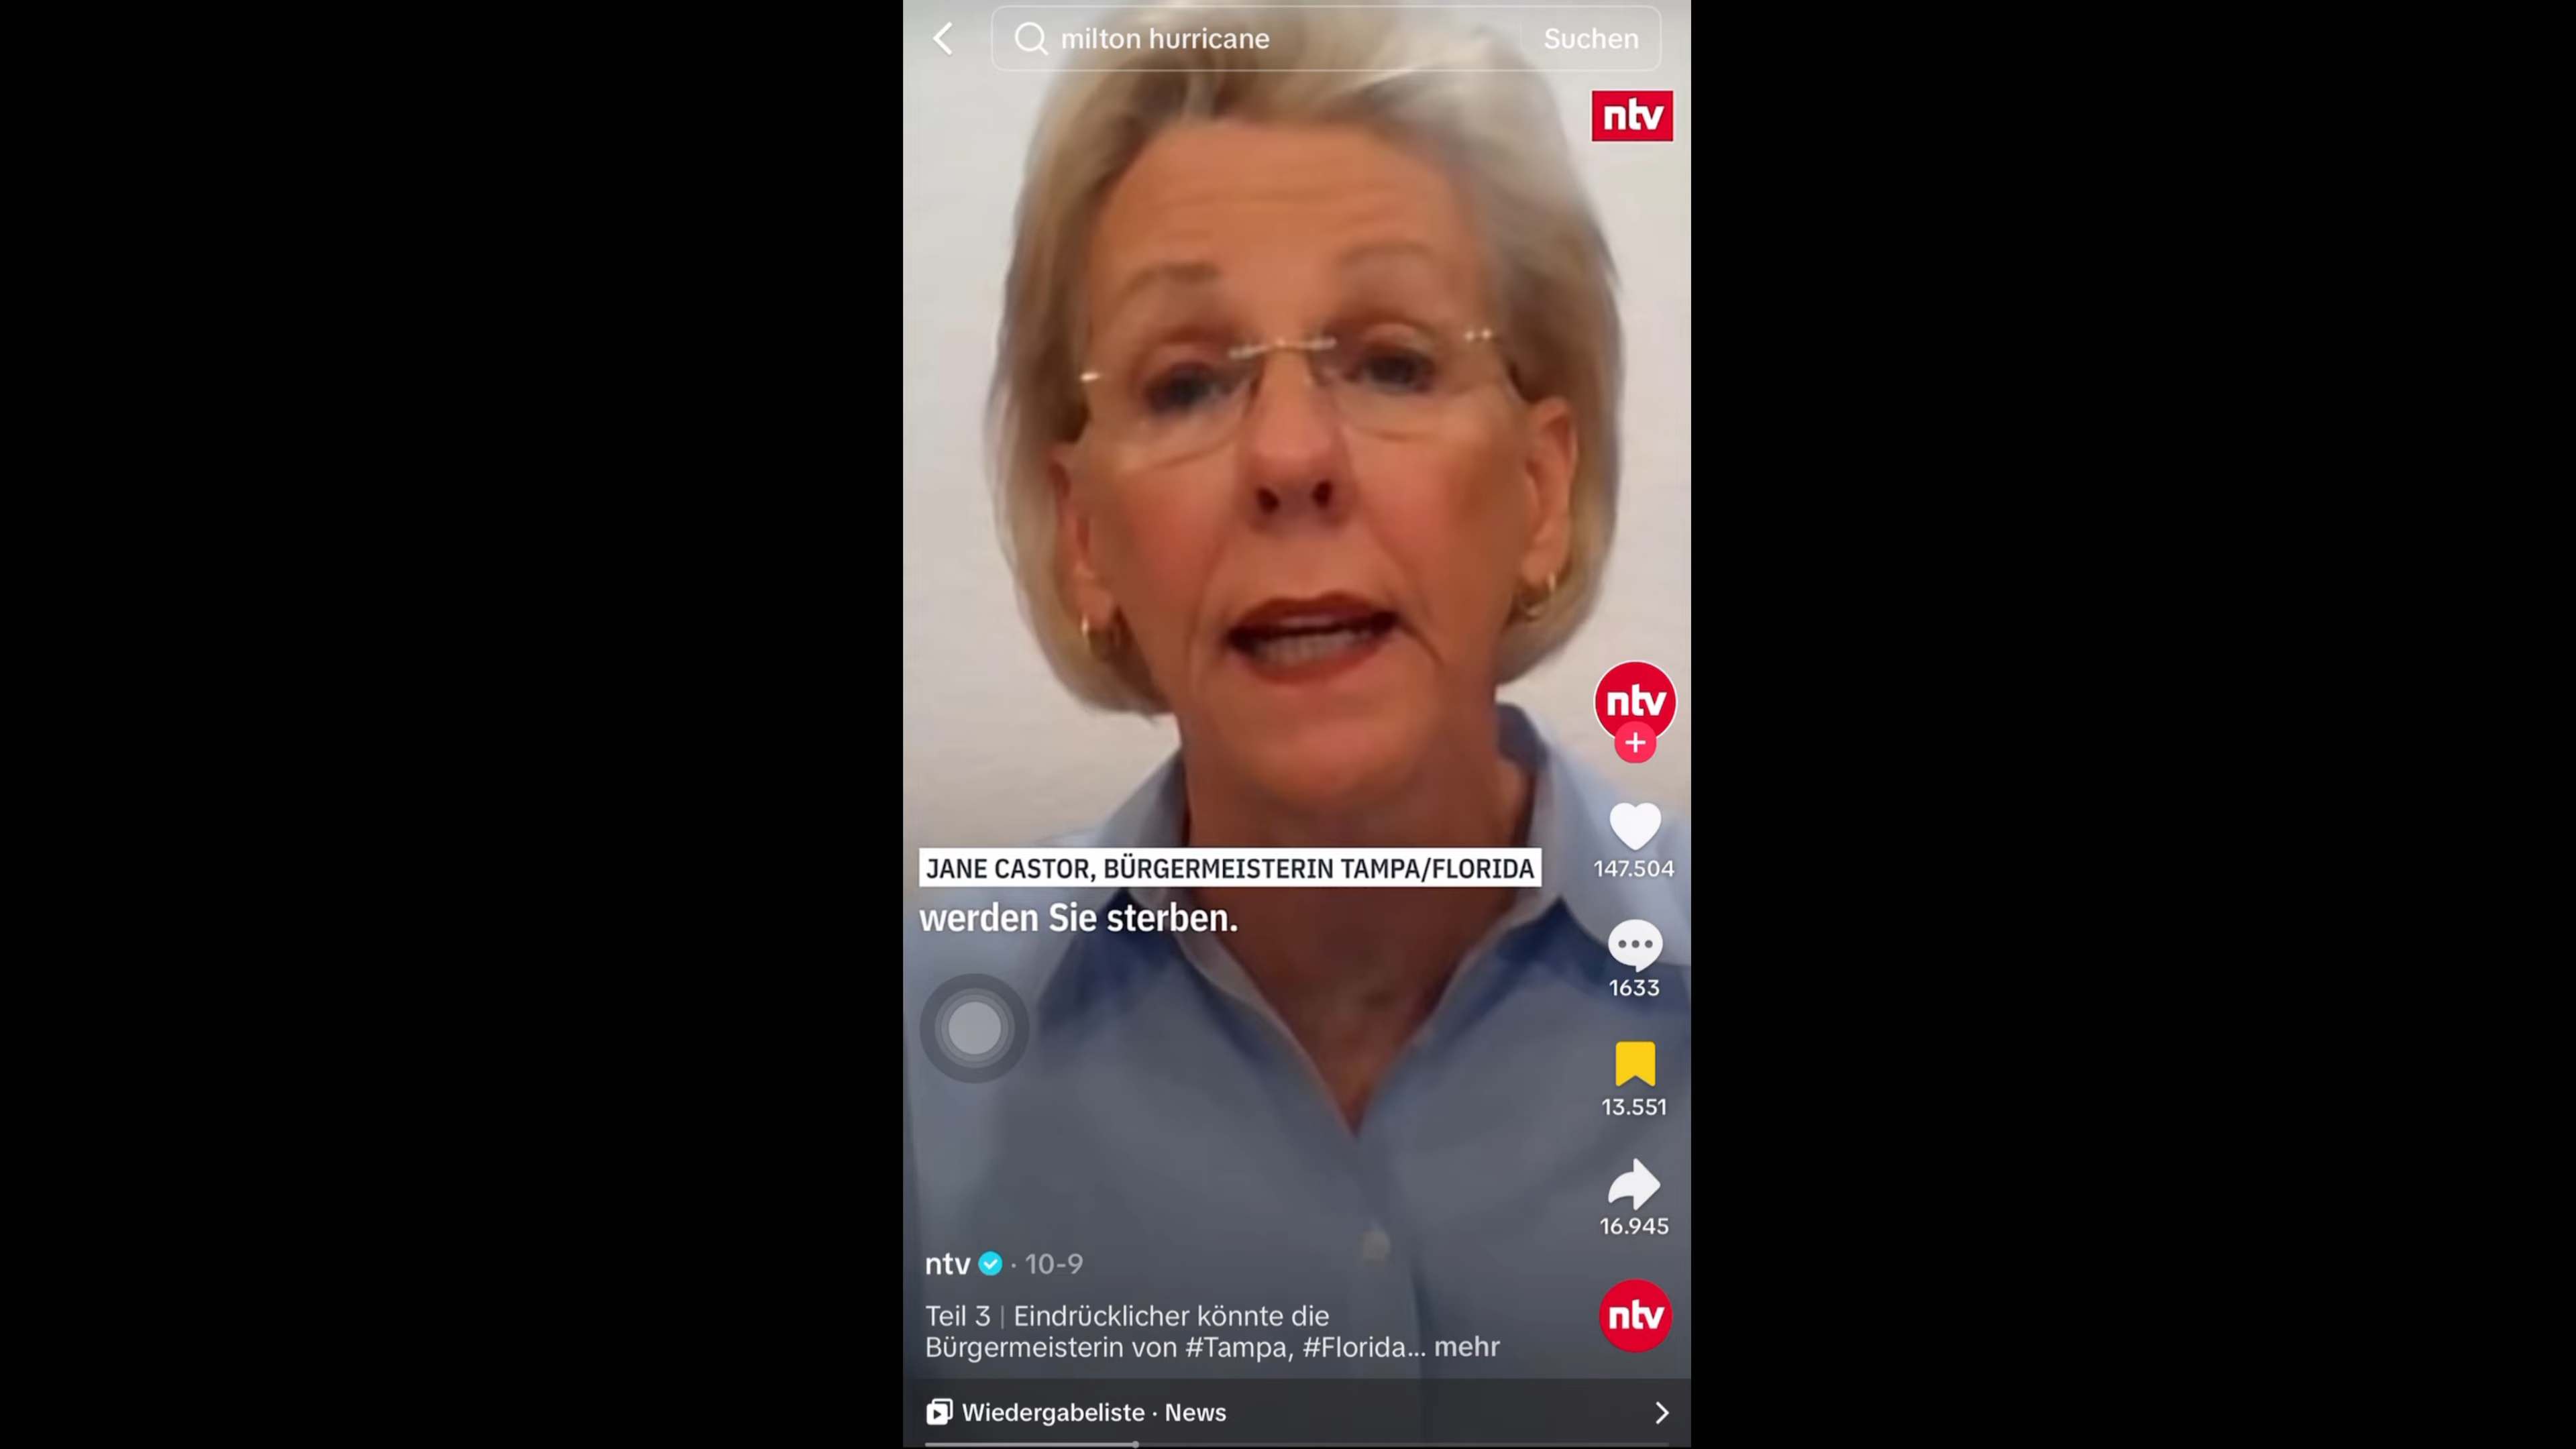 milton hurricane
Suchen
ntv
ntv
147.504
JANE CASTOR, BÜRGERMEISTERIN TAMPA/FLORIDA
werden Sie sterben.
1633
13.551
16.945
ntv · 10-9
Teil 3 | Eindrücklicher könnte die
Bürgermeisterin von #Tampa, #Florida... mehr
ntv
Wiedergabeliste · News